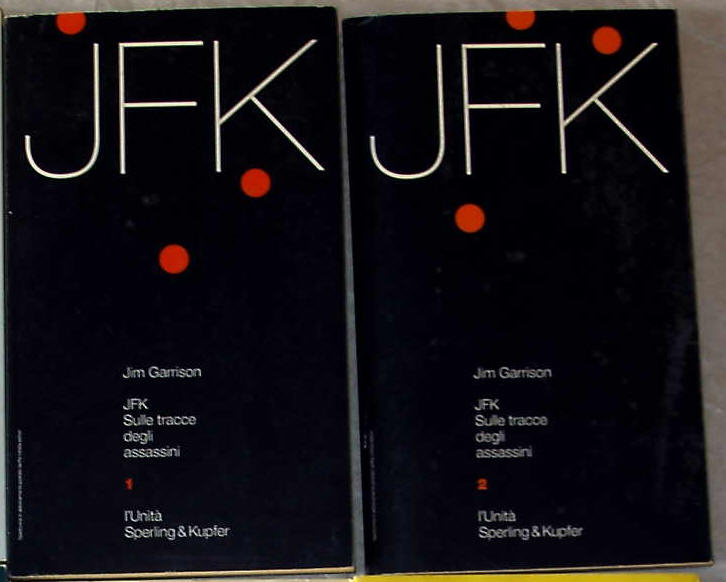 JFK
Jim Garrison
JFK
Sulle tracce
degli
assassini
1
l'Unità
Sperling & Kupfer
JFK
Jim Garrison
JFK
Sulle tracce
degli
assassini
2
l'Unità
Sperling & Kupfer